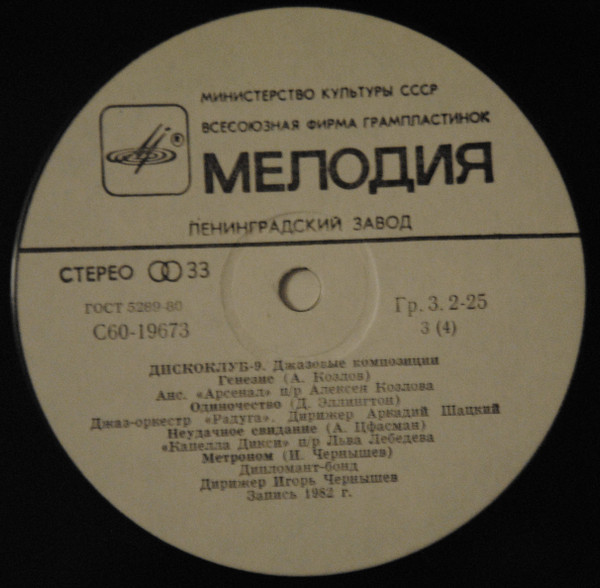 МИНИСТЕРСТВО КУЛЬТУРЫ СССР
ВСЕСОЮЗНАЯ ФИРМА ГРАМПЛАСТИНОК
МЕЛОДИЯ
ЛЕНИНГРАДСКИЙ ЗАВОД
СТЕРЕО 33
ГОСТ 5289-80
Гр. 3. 2-25
С60-19673
3 (4)
ДИСКОКЛУБ-9. Джазовые композиции
Генезис (А. Козлов)
Анс. «Арсенал» п/р Алексея Козлова
Одиночество (Д. Эллингтон)
Джаз-оркестр «Радуга». Дирижер Аркадий Шацкий
Неудачное свидание (А. Цфасман)
«Капелла Дикси» п/р Льва Лебедева
Метроном (И. Чернышев)
Дипломант-бэнд
Дирижер Игорь Чернышев
Запись 1982 г.